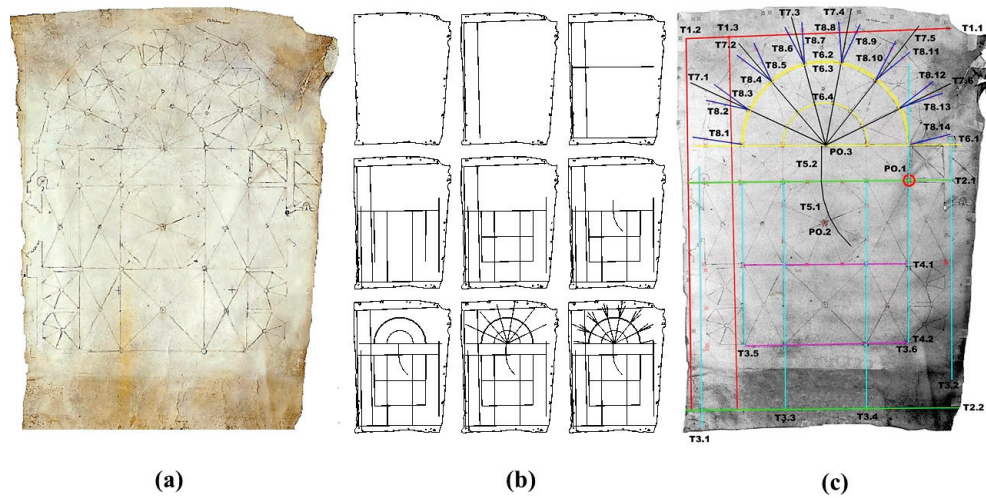 T1.1
T1.2 T1.3
T7.4
T7.3 T8.8
T7.2 T8.7 T8.9 T7.5
T8.6 T6.2 T8.10 T8.11
T8.5 T6.3
T7.1 T8.4 T8.12 T7.6
T8.3 T6.4
T8.2 T8.13
T8.1 T8.14 T6.1
PO.3
T5.2 PO.1
T2.1
T5.1
PO.2
T4.1
T4.2
T3.5 T3.6
T3.2
T2.2
T3.3 T3.4
T3.1
(a) (b) (c)